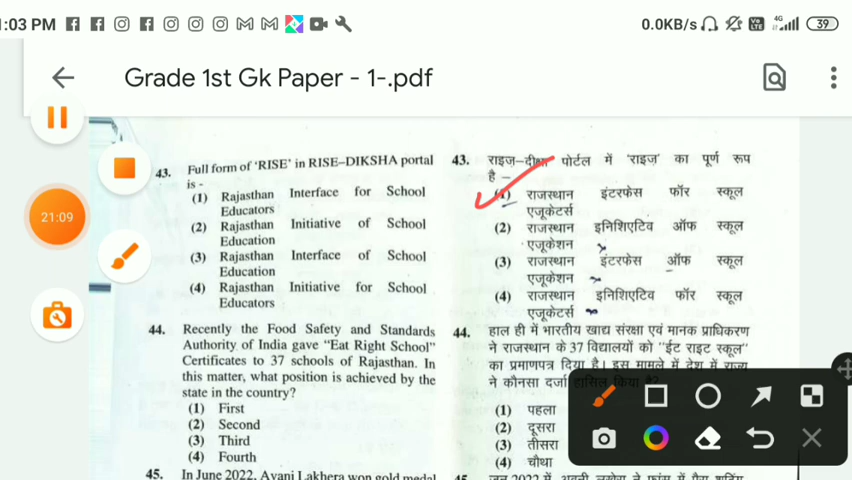 1:03 PM
0.0KB/s
4G
39
Grade 1st Gk Paper - 1-.pdf
21:09
43. Full form of 'RISE' in RISE–DIKSHA portal
is -
(1) Rajasthan Interface for School
Educators
(2) Rajasthan Initiative of School
Education
(3) Rajasthan Interface of School
Education
(4) Rajasthan Initiative for School
Educators
44. Recently the Food Safety and Standards
Authority of India gave "Eat Right School"
Certificates to 37 schools of Rajasthan. In
this matter, what position is achieved by the
state in the country?
(1) First
(2) Second
(3) Third
(4) Fourth
45. In June 2022, Avani Lakhera won gold medal
43. राइज़–दीक्षा पोर्टल में 'राइज़' का पूर्ण रूप
है –
(1) राजस्थान इंटरफेस फॉर स्कूल
एजूकेटर्स
(2) राजस्थान इनिशिएटिव ऑफ स्कूल
एजूकेशन
(3) राजस्थान इंटरफेस ऑफ स्कूल
एजूकेशन
(4) राजस्थान इनिशिएटिव फॉर स्कूल
एजूकेटर्स
44. हाल ही में भारतीय खाद्य संरक्षा एवं मानक प्राधिकरण
ने राजस्थान के 37 विद्यालयों को "ईट राइट स्कूल"
का प्रमाणपत्र दिया है। इस मामले में देश में राज्य
ने कौनसा दर्जा हासिल किया है?
(1) पहला
(2) दूसरा
(3) तीसरा
(4) चौथा
जून 2022 में अवनी लखेरा ने फ्रांस में पैरा शूटिंग